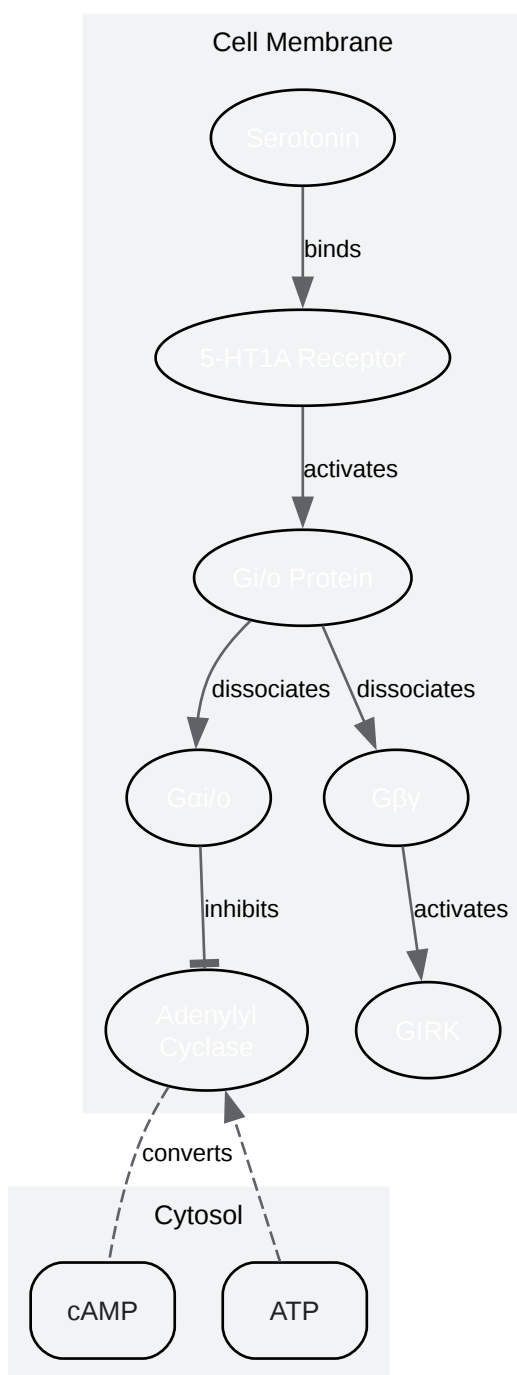 Cell Membrane
Serotonin
binds
5-HT1A Receptor
activates
Gi/o Protein
dissociates
dissociates
Gαi/o
Gβγ
inhibits
activates
Adenylyl
Cyclase
GIRK
converts
Cytosol
cAMP
ATP